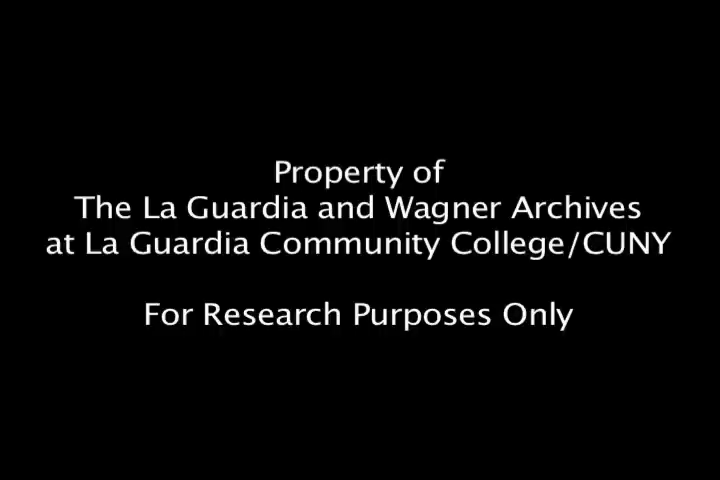 Property of
The La Guardia and Wagner Archives
at La Guardia Community College/CUNY
For Research Purposes Only